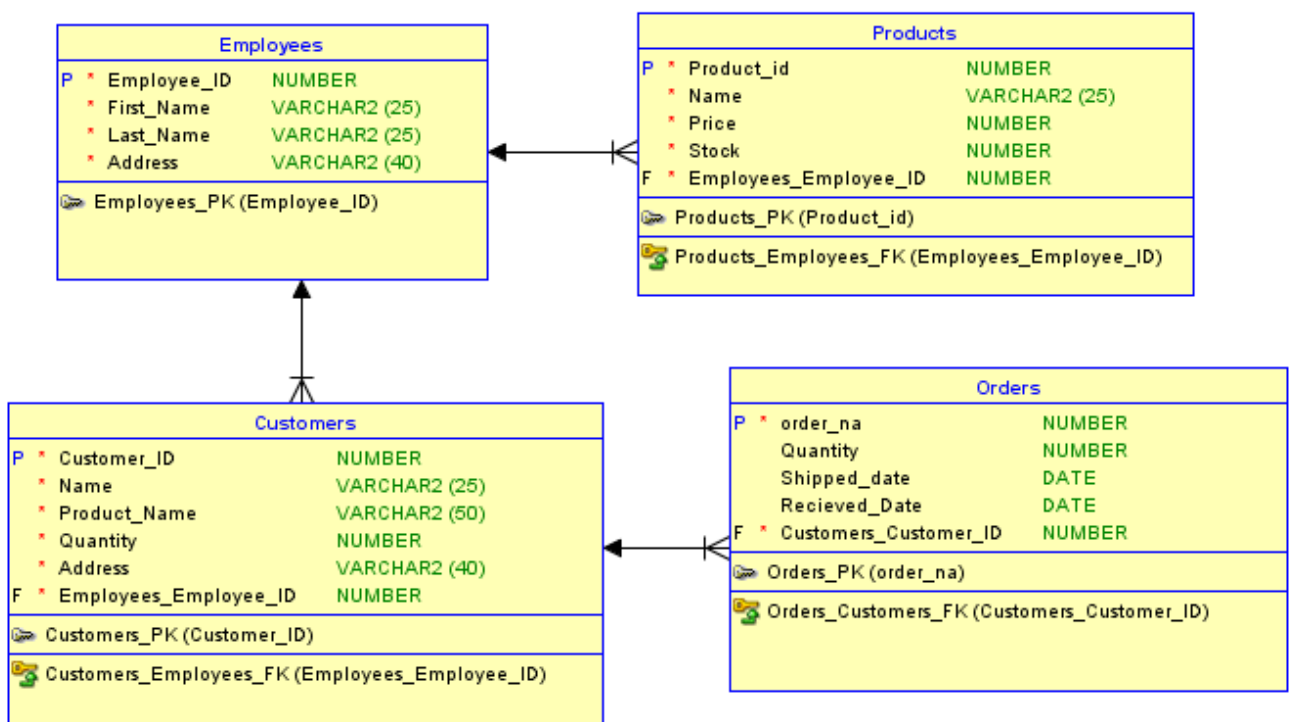 Employees
P * Employee_ID NUMBER
* First_Name VARCHAR2 (25)
* Last_Name VARCHAR2 (25)
* Address VARCHAR2 (40)
Employees_PK (Employee_ID)
Products
P * Product_id NUMBER
* Name VARCHAR2 (25)
* Price NUMBER
* Stock NUMBER
F * Employees_Employee_ID NUMBER
Products_PK (Product_id)
Products_Employees_FK (Employees_Employee_ID)
Customers
P * Customer_ID NUMBER
* Name VARCHAR2 (25)
* Product_Name VARCHAR2 (50)
* Quantity NUMBER
* Address VARCHAR2 (40)
F * Employees_Employee_ID NUMBER
Customers_PK (Customer_ID)
Customers_Employees_FK (Employees_Employee_ID)
Orders
P * order_na NUMBER
Quantity NUMBER
Shipped_date DATE
Recieved_Date DATE
F * Customers_Customer_ID NUMBER
Orders_PK (order_na)
Orders_Customers_FK (Customers_Customer_ID)